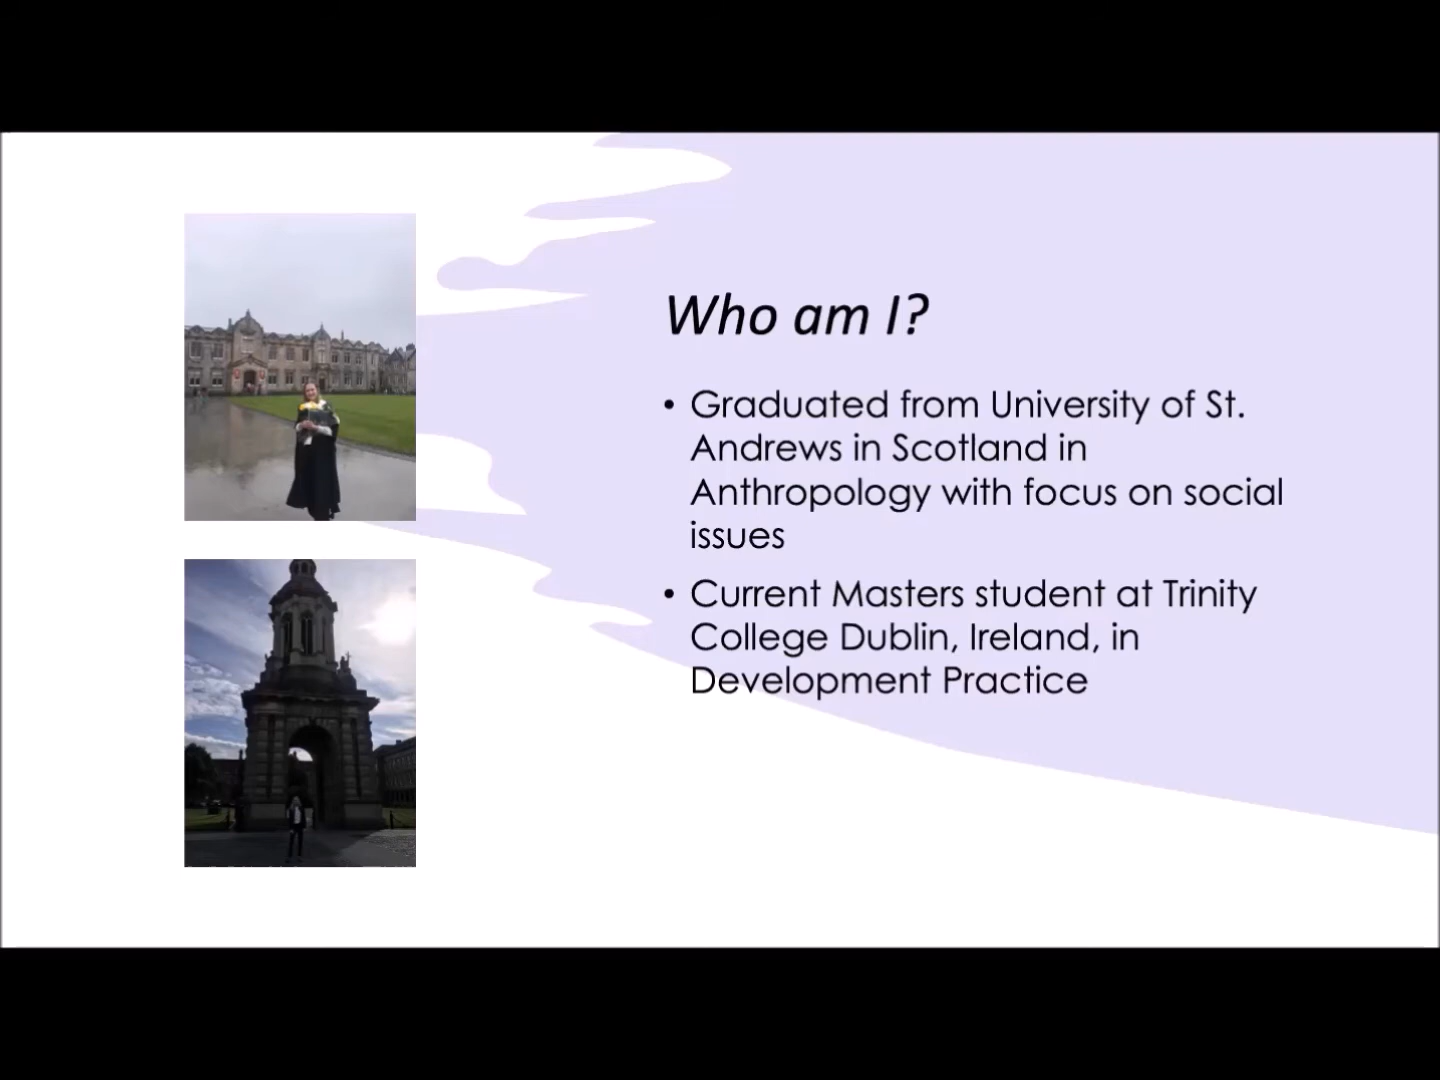 Who am I?
• Graduated from University of St.
Andrews in Scotland in
Anthropology with focus on social
issues
• Current Masters student at Trinity
College Dublin, Ireland, in
Development Practice